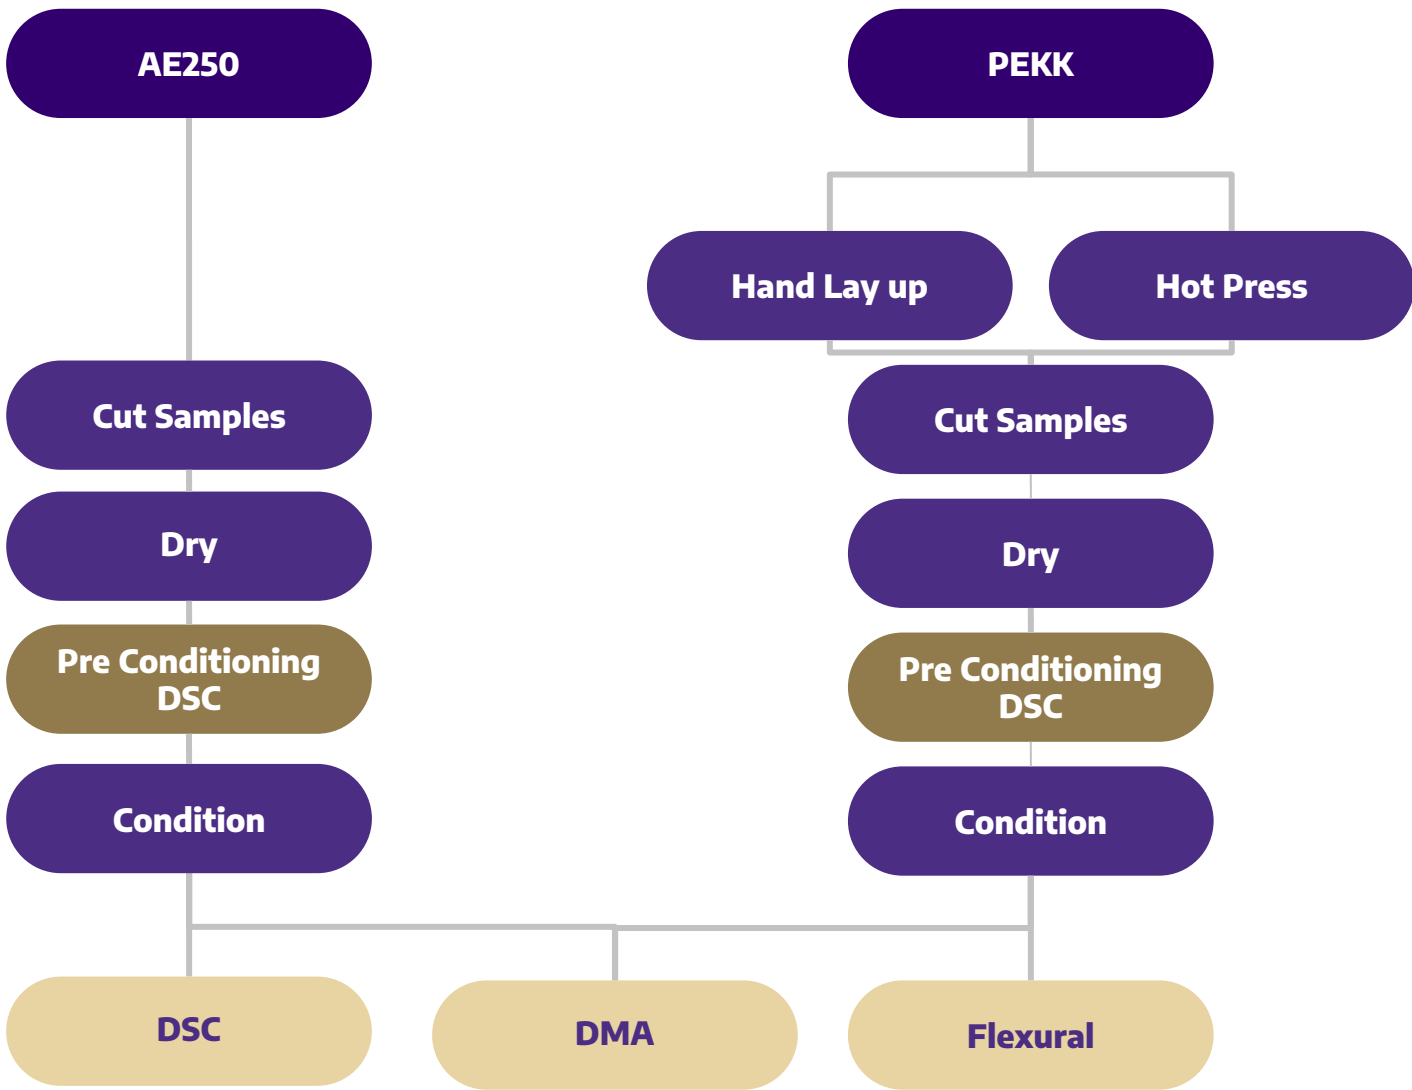 AE250
PEKK
Hand Lay up
Hot Press
Cut Samples
Cut Samples
Dry
Dry
Pre Conditioning
DSC
Pre Conditioning
DSC
Condition
Condition
DSC
DMA
Flexural